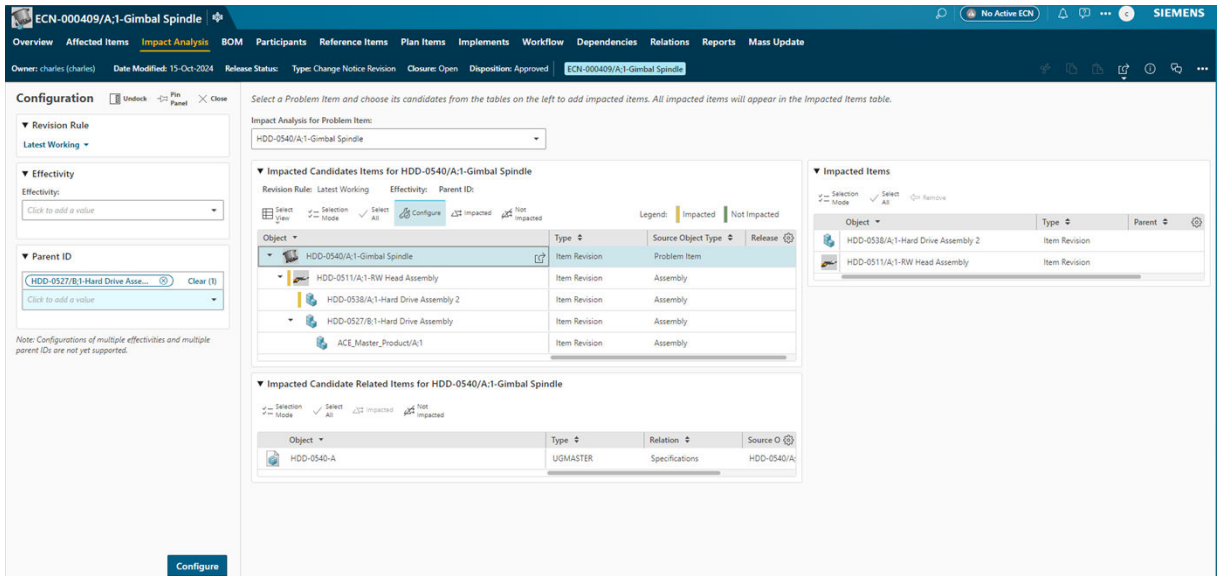 ECN-000409/A;1-Gimbal Spindle
No Active ECN
c
SIEMENS
Overview Affected Items Impact Analysis BOM Participants Reference Items Plan Items Implements Workflow Dependencies Relations Reports Mass Update
Owner: charles (charles) Date Modified: 15-Oct-2024 Release Status: Type: Change Notice Revision Closure: Open Disposition: Approved ECN-000409/A;1-Gimbal Spindle
Configuration Undock Pin Panel Close
Revision Rule
Latest Working
Effectivity
Effectivity:
Click to add a value
Parent ID
HDD-0527/B;1-Hard Drive Asse... Clear (1)
Click to add a value
Note: Configurations of multiple effectivities and multiple
parent IDs are not yet supported.
Configure
Select a Problem Item and choose its candidates from the tables on the left to add impacted items. All impacted items will appear in the Impacted Items table.
Impact Analysis for Problem Item:
HDD-0540/A;1-Gimbal Spindle
Impacted Candidates Items for HDD-0540/A;1-Gimbal Spindle
Revision Rule: Latest Working Effectivity: Parent ID:
Select View Selection Mode Select All Configure Impacted Not Impacted Legend: Impacted Not Impacted
Object Type Source Object Type Release
HDD-0540/A;1-Gimbal Spindle Item Revision Problem Item
HDD-0511/A;1-RW Head Assembly Item Revision Assembly
HDD-0538/A;1-Hard Drive Assembly 2 Item Revision Assembly
HDD-0527/B;1-Hard Drive Assembly Item Revision Assembly
ACE_Master_Product/A;1 Item Revision Assembly
Impacted Candidate Related Items for HDD-0540/A;1-Gimbal Spindle
Selection Mode Select All Impacted Not Impacted
Object Type Relation Source O
HDD-0540-A UGMASTER Specifications HDD-0540/A;
Impacted Items
Selection Mode Select All Remove
Object Type Parent
HDD-0538/A;1-Hard Drive Assembly 2 Item Revision
HDD-0511/A;1-RW Head Assembly Item Revision